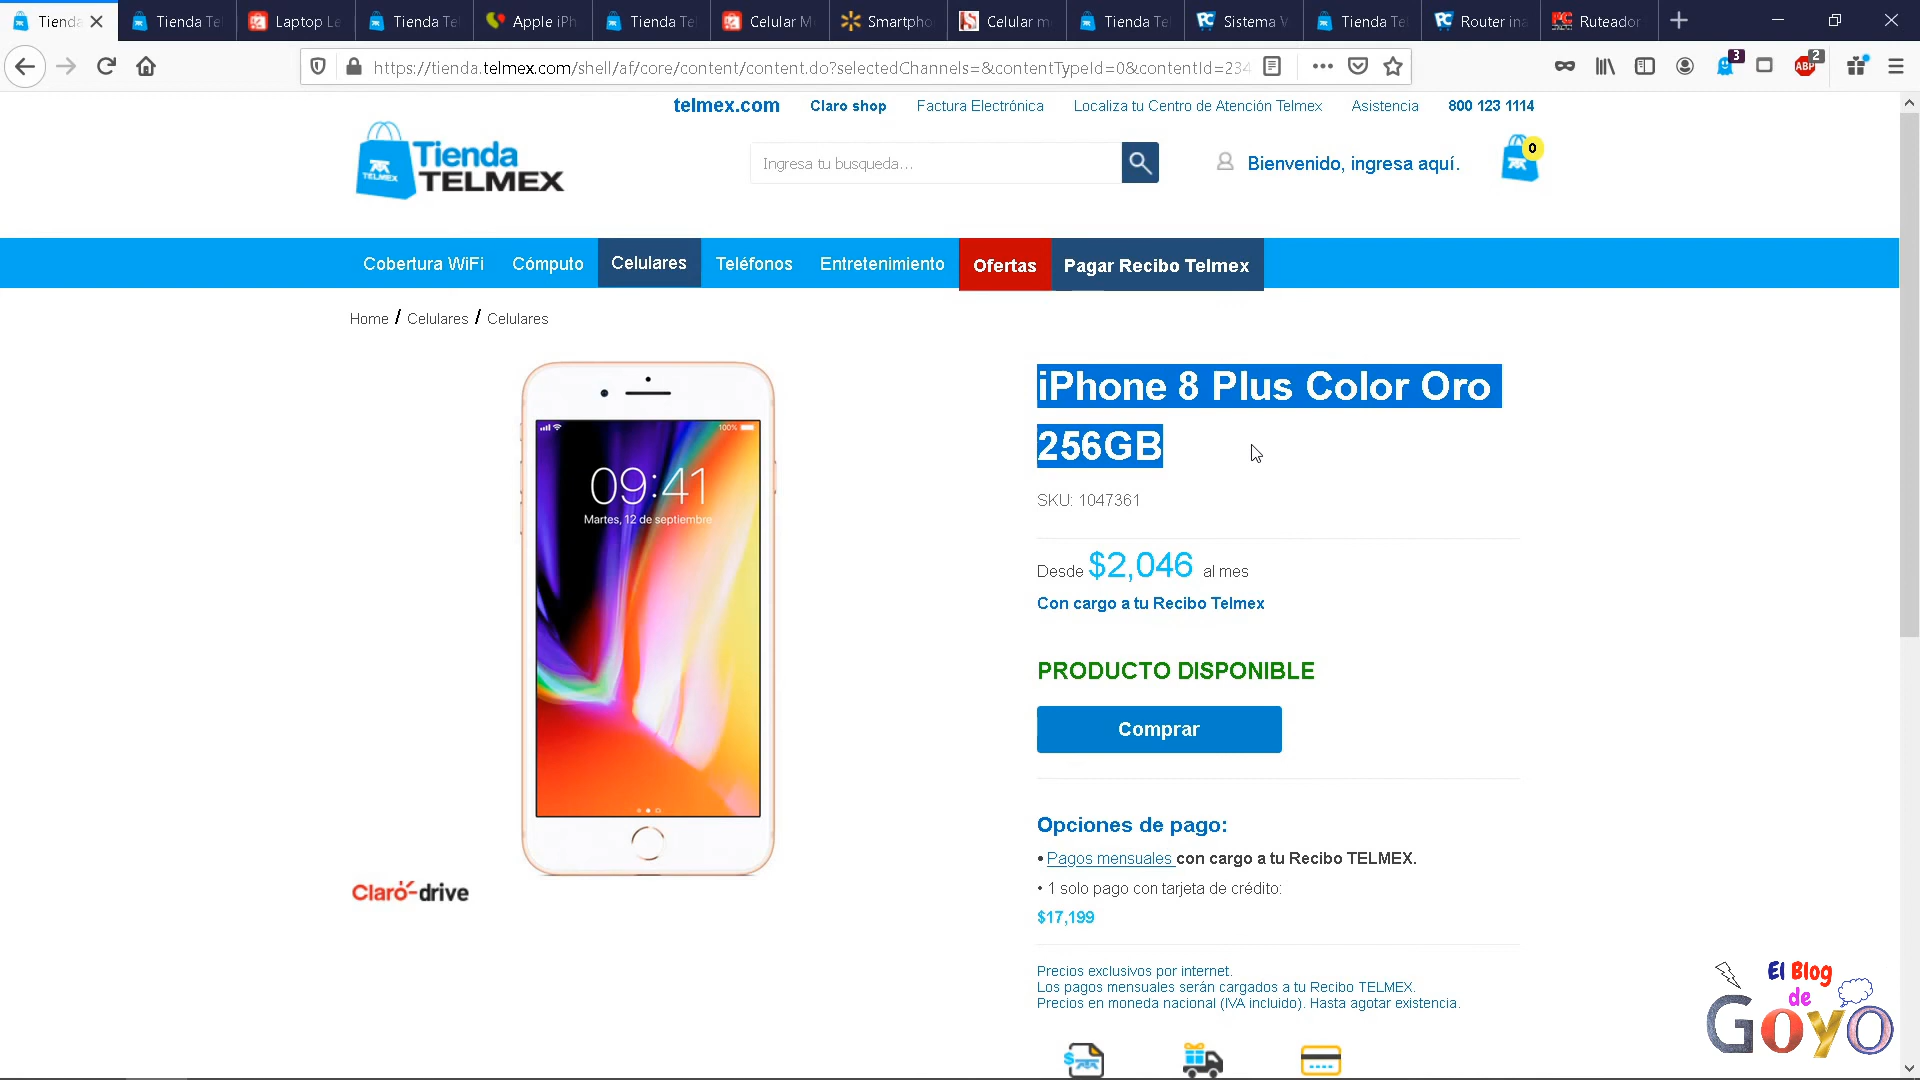 Tienda
Tienda Te
Laptop Le
Tienda Te
Apple iPh
Tienda Te
Celular M
Smartpho
Celular m
Tienda Te
Sistema V
Tienda Te
Router ina
Ruteador
https://tienda.telmex.com/shell/af/core/content/content.do?selectedChannels=&contentTypeId=0&contentId=234
3
ABP
2
telmex.com
Claro shop
Factura Electrónica
Localiza tu Centro de Atención Telmex
Asistencia
800 123 1114
TELMEX
Tienda
TELMEX
Ingresa tu busqueda...
Bienvenido, ingresa aquí.
0
Cobertura WiFi
Cómputo
Celulares
Teléfonos
Entretenimiento
Ofertas
Pagar Recibo Telmex
Home / Celulares / Celulares
100%
09:41
Martes, 12 de septiembre
Claro-drive
iPhone 8 Plus Color Oro
256GB
SKU: 1047361
Desde $2,046 al mes
Con cargo a tu Recibo Telmex
PRODUCTO DISPONIBLE
Comprar
Opciones de pago:
• Pagos mensuales con cargo a tu Recibo TELMEX.
• 1 solo pago con tarjeta de crédito:
$17,199
Precios exclusivos por internet.
Los pagos mensuales serán cargados a tu Recibo TELMEX.
Precios en moneda nacional (IVA incluido). Hasta agotar existencia.
El Blog
de
GOYO